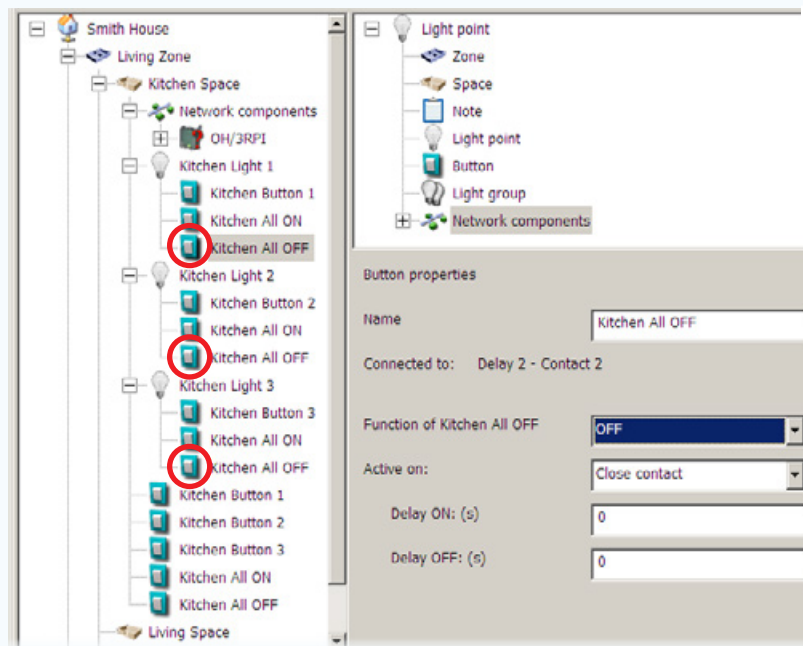 Smith House
Living Zone
Kitchen Space
Network components
OH/3RPI
Kitchen Light 1
Kitchen Button 1
Kitchen All ON
Kitchen All OFF
Kitchen Light 2
Kitchen Button 2
Kitchen All ON
Kitchen All OFF
Kitchen Light 3
Kitchen Button 3
Kitchen All ON
Kitchen All OFF
Kitchen Button 1
Kitchen Button 2
Kitchen Button 3
Kitchen All ON
Kitchen All OFF
Living Space
Light point
Zone
Space
Note
Light point
Button
Light group
Network components
Button properties
Name Kitchen All OFF
Connected to: Delay 2 - Contact 2
Function of Kitchen All OFF OFF
Active on: Close contact
Delay ON: (s) 0
Delay OFF: (s) 0